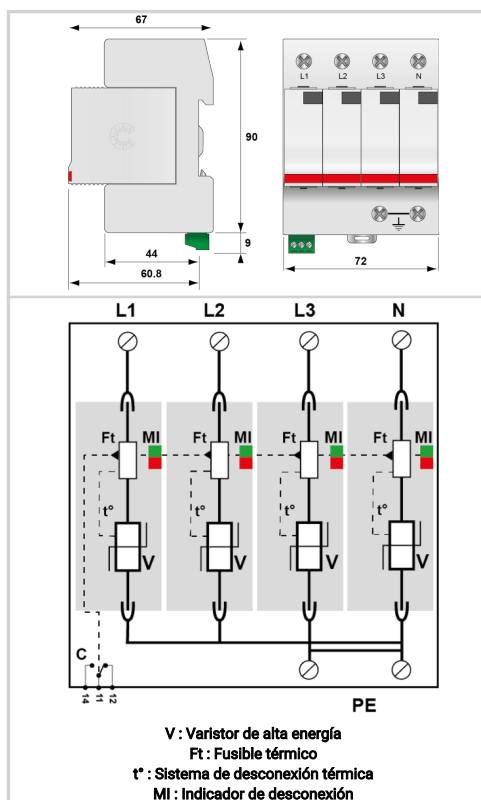 67
L1 L2 L3 N
90
9
44
60.8
72
L1 L2 L3 N
Ft MI Ft MI Ft MI Ft MI
t° t° t° t°
V V V V
C
14 11 12
PE
V : Varistor de alta energía
Ft : Fusible térmico
t° : Sistema de desconexión térmica
MI : Indicador de desconexión